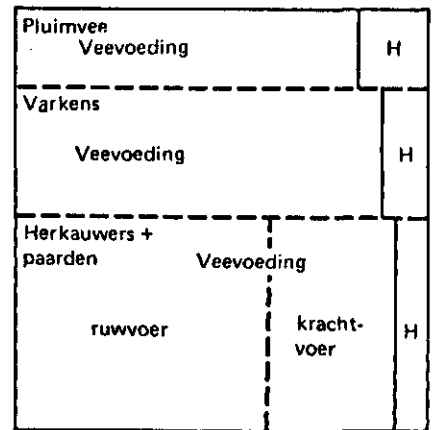 Pluimvee
Veevoeding
H
Varkens
Veevoeding
H
Herkauwers +
paarden
Veevoeding
ruwvoer
kracht-
voer
H